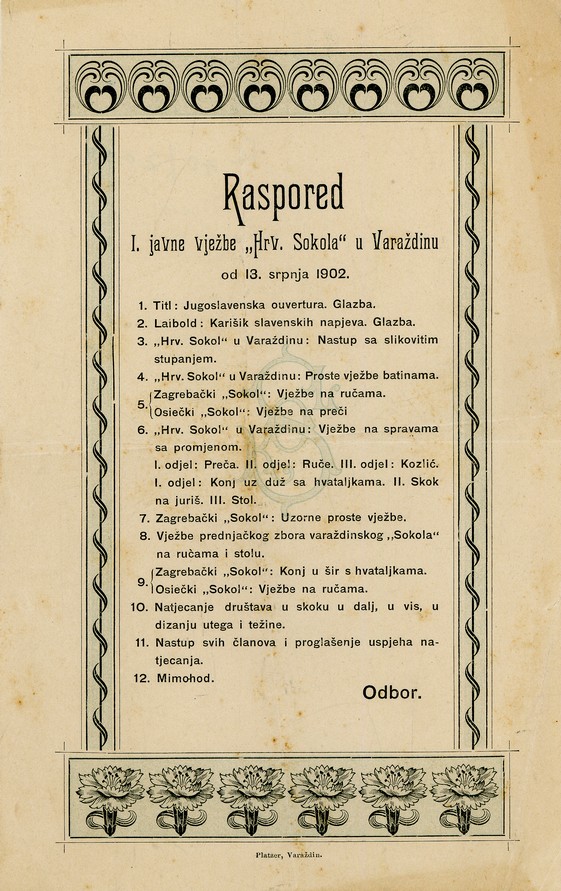 Raspored
I. javne vježbe „Hrv. Sokola“ u Varaždinu
od 13. srpnja 1902.
1. Titl: Jugoslavenska ouvertura. Glazba.
2. Laibold: Karišik slavenskih napjeva. Glazba.
3. „Hrv. Sokol“ u Varaždinu: Nastup sa slikovitim
stupanjem.
4. „Hrv. Sokol“ u Varaždinu: Proste vježbe batinama.
5. Zagrebački „Sokol“: Vježbe na ručama.
Osiečki „Sokol“: Vježbe na preči
6. „Hrv. Sokol“ u Varaždinu: Vježbe na spravama
sa promjenom.
I. odjel: Preča. II. odjel: Ruče. III. odjel: Kozlić.
I. odjel: Konj uz duž sa hvataljkama. II. Skok
na juriš. III. Stol.
7. Zagrebački „Sokol“: Uzorne proste vježbe.
8. Vježbe prednjačkog zbora varaždinskog „Sokola“
na ručama i stolu.
9. Zagrebački „Sokol“: Konj u šir s hvataljkama.
Osiečki „Sokol“: Vježbe na ručama.
10. Natjecanje društava u skoku u dalj, u vis, u
dizanju utega i težine.
11. Nastup svih članova i proglašenje uspjeha na-
tjecanja.
12. Mimohod.
Odbor.
Platzer, Varaždin.